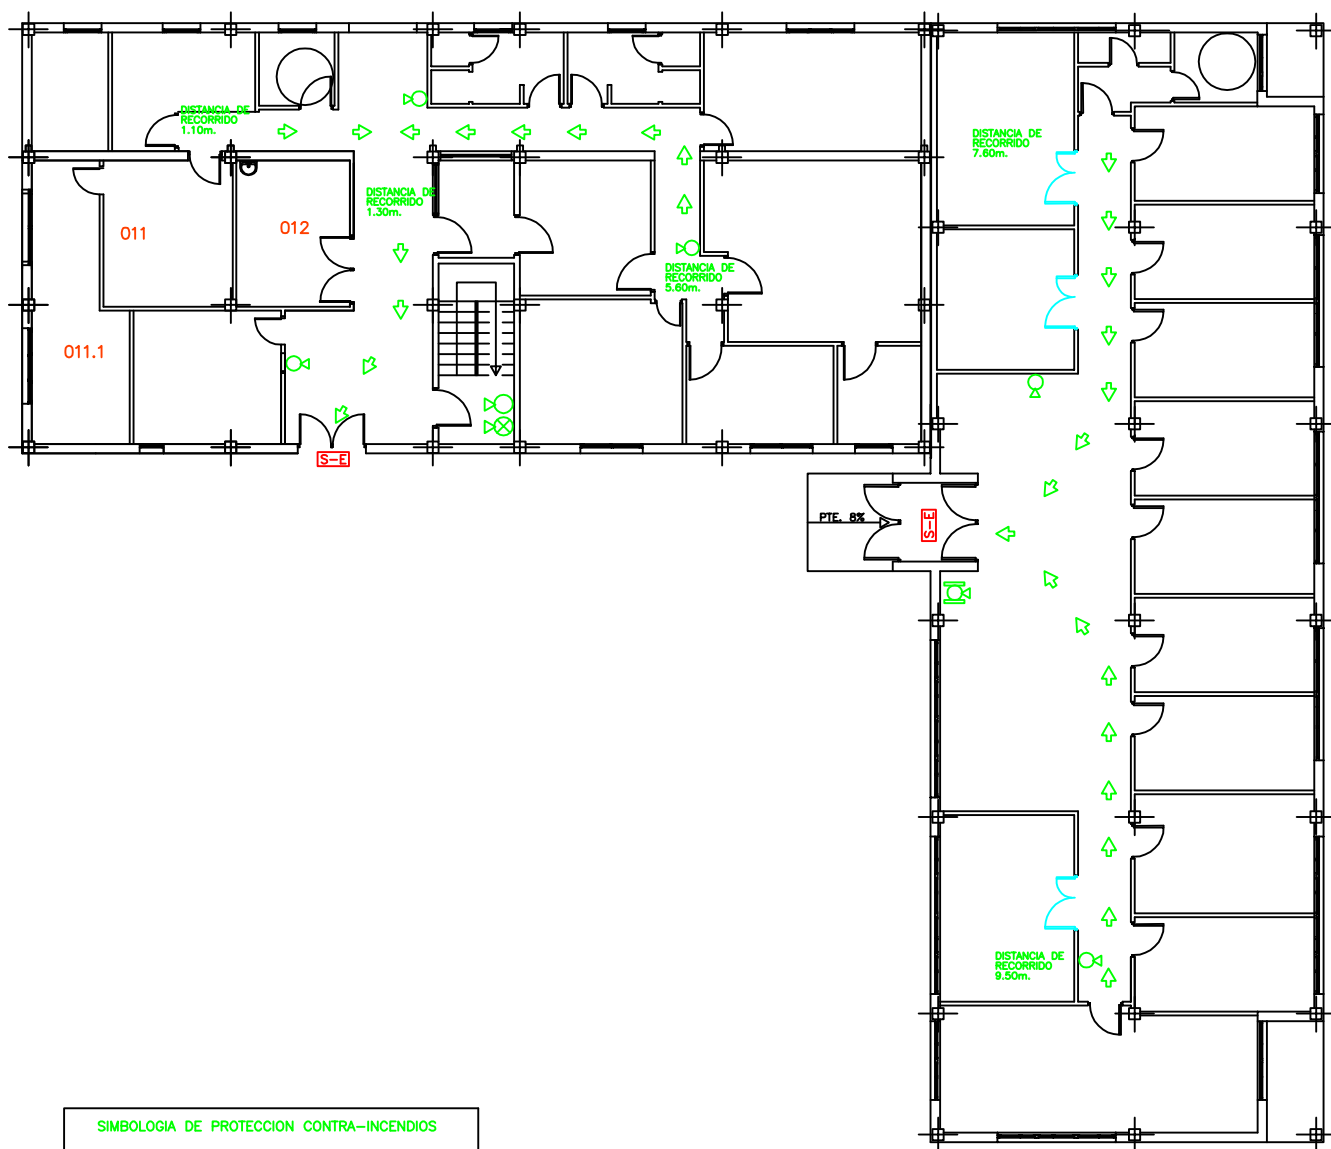 DISTANCIA DE
RECORRIDO
1.10m.
DISTANCIA DE
RECORRIDO
7.60m.
DISTANCIA DE
RECORRIDO
1.30m.
011
012
DISTANCIA DE
RECORRIDO
5.60m.
011.1
S-E
PTE. 8%
S-E
DISTANCIA DE
RECORRIDO
9.50m.
SIMBOLOGIA DE PROTECCION CONTRA-INCENDIOS